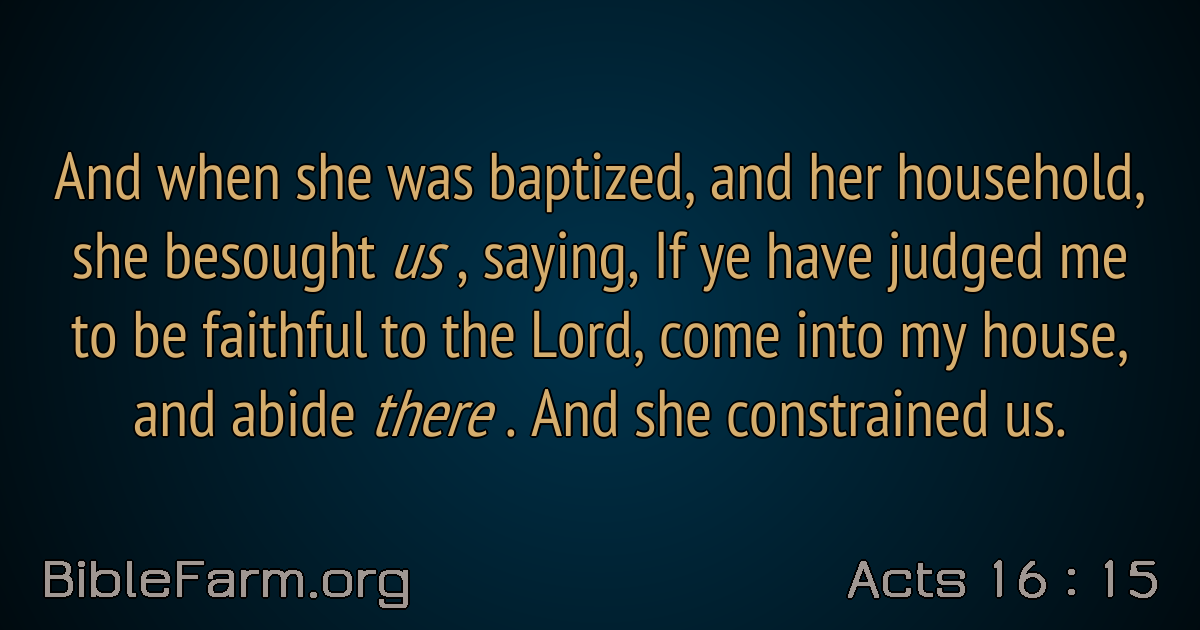 And when she was baptized, and her household,
she besought us , saying, If ye have judged me
to be faithful to the Lord, come into my house,
and abide there . And she constrained us.
BibleFarm.org
Acts 16 : 15